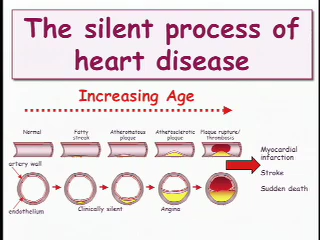 The silent process of
heart disease
Increasing Age
Normal
Fatty
streak
Atheromatous
plaque
Atherosclerotic
plaque
Plaque rupture/
thrombosis
artery wall
endothelium
Clinically silent
Angina
Myocardial
infarction
Stroke
Sudden death